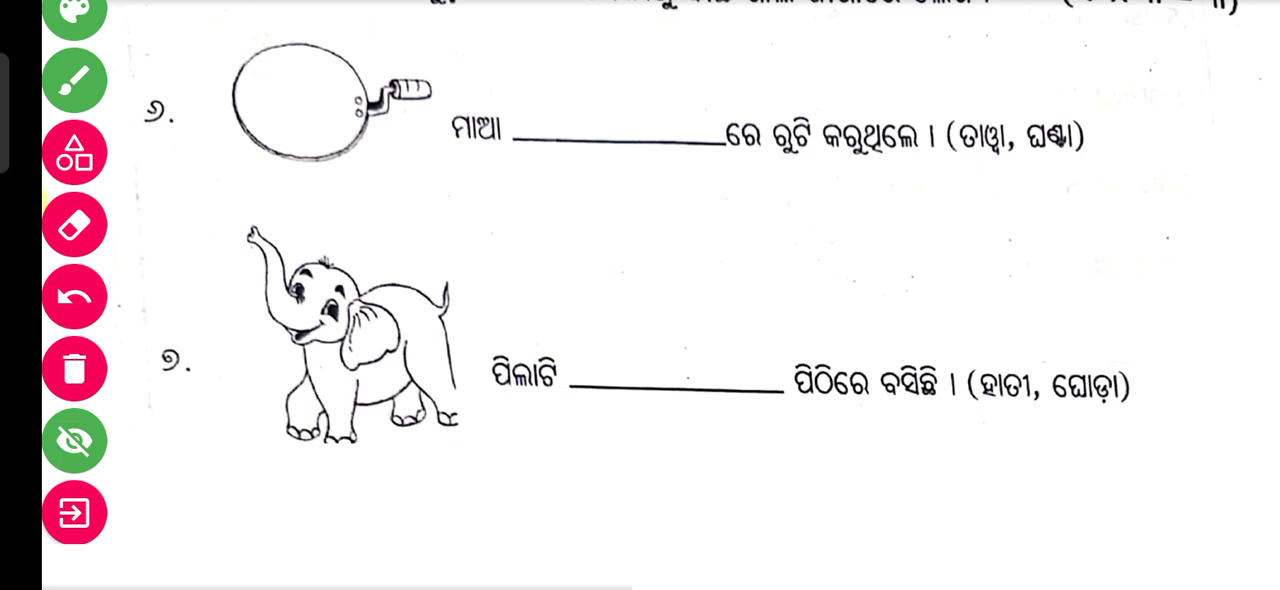 ୬. ମାଆ ____________ରେ ରୁଟି କରୁଥିଲେ । (ତାୱା, ଘଣ୍ଟା)
୭. ପିଲାଟି ____________ ପିଠିରେ ବସିଛି । (ହାତୀ, ଘୋଡ଼ା)